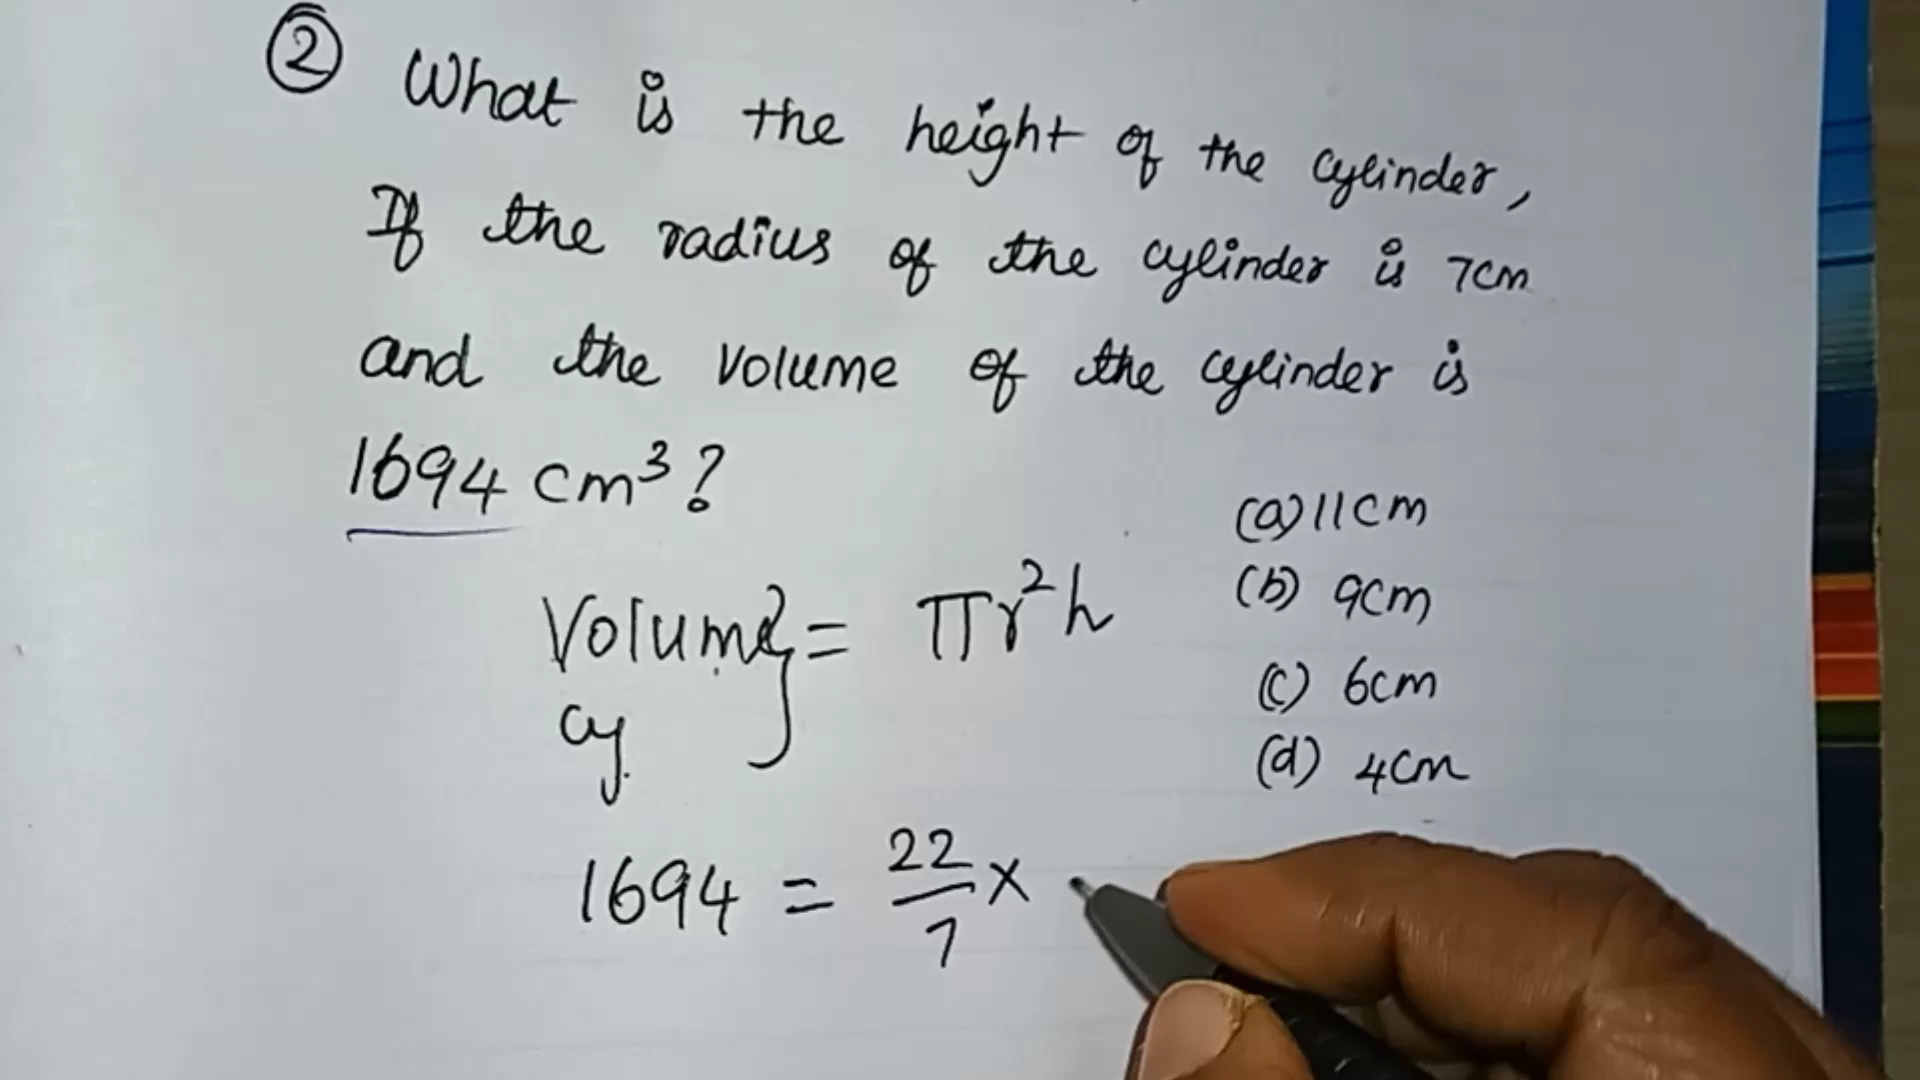 ② What is the height of the cylinder,
If the radius of the cylinder is 7cm
and the volume of the cylinder is
1694 cm³?
(a) 11cm
(b) 9cm
(c) 6cm
(d) 4cm
Volume } = πr²h
cy
1694 = 22/7 ×